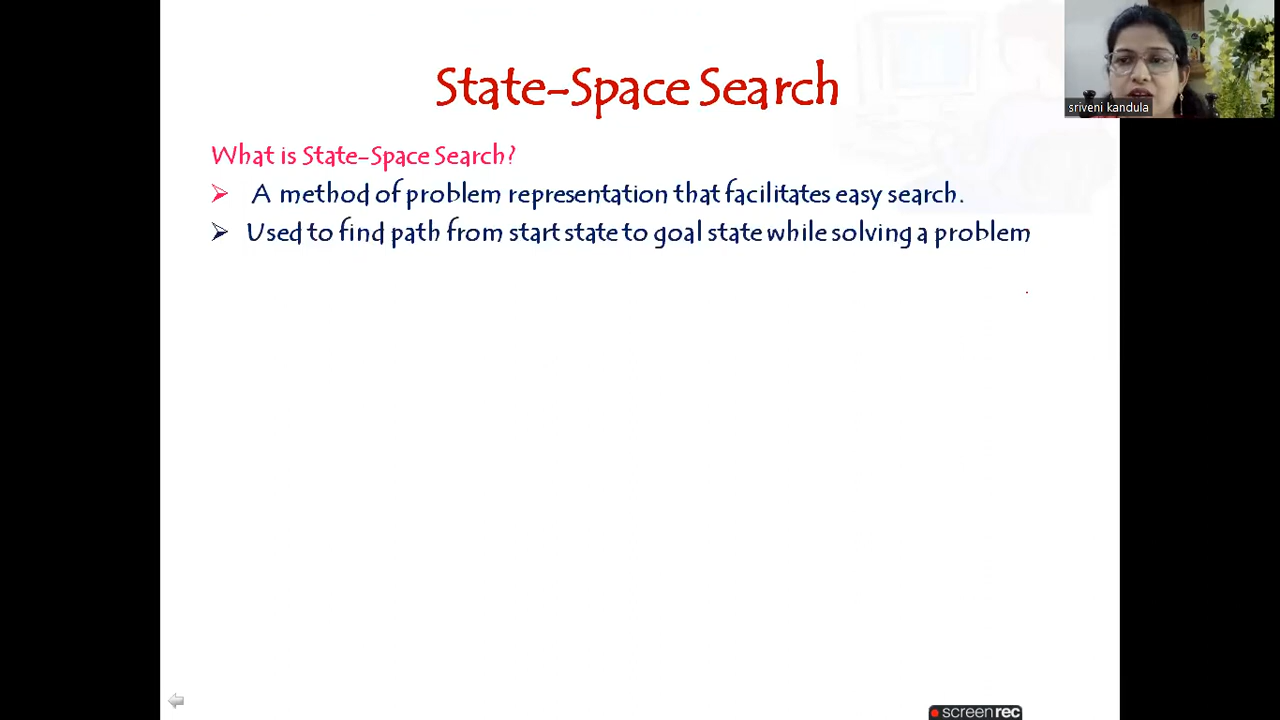 State-Space Search
sriveni kandula
What is State-Space Search?
A method of problem representation that facilitates easy search.
Used to find path from start state to goal state while solving a problem
screenrec